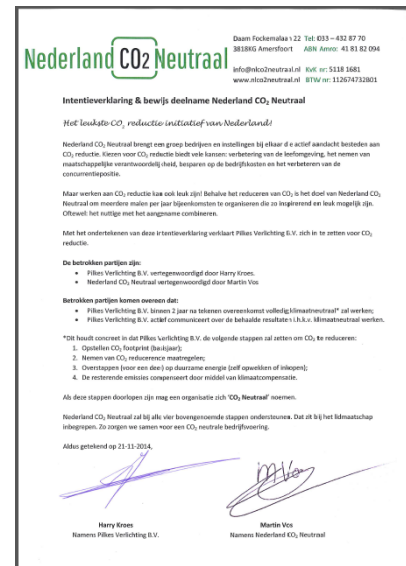 Nederland CO2 Neutraal
Daam Fockemalaan 22 Tel: 033 – 432 87 70
3818KG Amersfoort ABN Amro: 41 81 82 094
info@nlco2neutraal.nl KvK nr: 5118 1681
www.nlco2neutraal.nl BTW nr: 112674732B01
Intentieverklaring & bewijs deelname Nederland CO₂ Neutraal
Het leukste CO₂ reductie initiatief van Nederland!
Nederland CO₂ Neutraal brengt een groep bedrijven en instellingen bij elkaar die actief aandacht besteden aan
CO₂ reductie. Kiezen voor CO₂ reductie biedt vele kansen: verbetering van de leefomgeving, het nemen van
maatschappelijke verantwoordelijkheid, besparen op de bedrijfskosten en het verbeteren van de
concurrentiepositie.
Maar werken aan CO₂ reductie kan ook leuk zijn! Behalve het reduceren van CO₂ is het doel van Nederland CO₂
Neutraal om meerdere malen per jaar bijeenkomsten te organiseren die zo inspirerend en leuk mogelijk zijn.
Oftewel: het nuttige met het aangename combineren.
Met het ondertekenen van deze intentieverklaring verklaart Pilkes Verlichting B.V. zich in te zetten voor CO₂
reductie.
De betrokken partijen zijn:
• Pilkes Verlichting B.V. vertegenwoordigd door Harry Kroes.
• Nederland CO₂ Neutraal vertegenwoordigd door Martin Vos
Betrokken partijen komen overeen dat:
• Pilkes Verlichting B.V. binnen 2 jaar na tekenen overeenkomst volledig klimaatneutraal* zal werken;
• Pilkes Verlichting B.V. actief communiceert over de behaalde resultaten i.h.k.v. klimaatneutraal werken.
*Dit houdt concreet in dat Pilkes Verlichting B.V. de volgende stappen zal zetten om CO₂ te reduceren:
1. Opstellen CO₂ footprint (basisjaar);
2. Nemen van CO₂ reducerende maatregelen;
3. Overstappen (voor een deel) op duurzame energie (zelf opwekken of inkopen);
4. De resterende emissies compenseert door middel van klimaatcompensatie.
Als deze stappen doorlopen zijn mag een organisatie zich 'CO₂ Neutraal' noemen.
Nederland CO₂ Neutraal zal bij alle vier bovengenoemde stappen ondersteunen. Dat zit bij het lidmaatschap
inbegrepen. Zo zorgen we samen voor een CO₂ neutrale bedrijfsvoering.
Aldus getekend op 21-11-2014,
Harry Kroes Martin Vos
Namens Pilkes Verlichting B.V. Namens Nederland CO₂ Neutraal